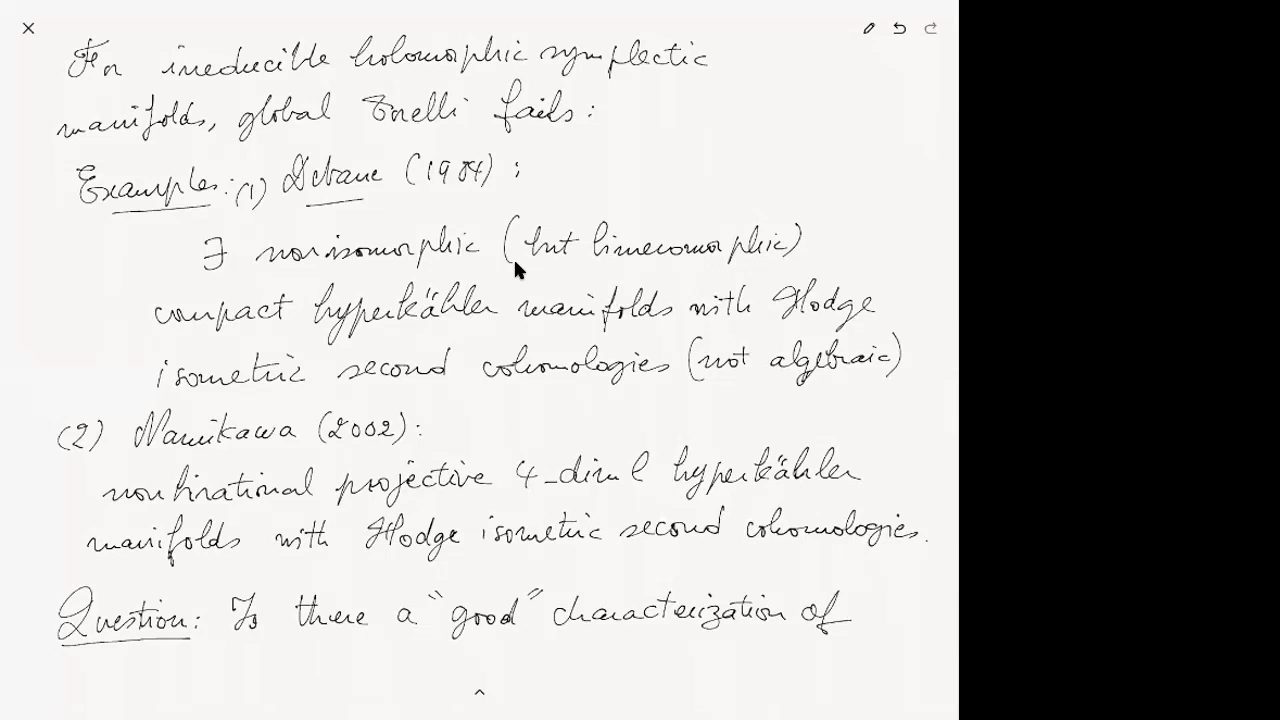 For irreducible holomorphic symplectic
manifolds, global Torelli fails:
Examples: (1) Debarre (1984):
∃ nonisomorphic (but bimeromorphic)
compact hyperkähler manifolds with Hodge
isometric second cohomologies (not algebraic)
(2) Namikawa (2002):
nonbirational projective 4-dim'l hyperkähler
manifolds with Hodge isometric second cohomologies.
Question: Is there a "good" characterization of